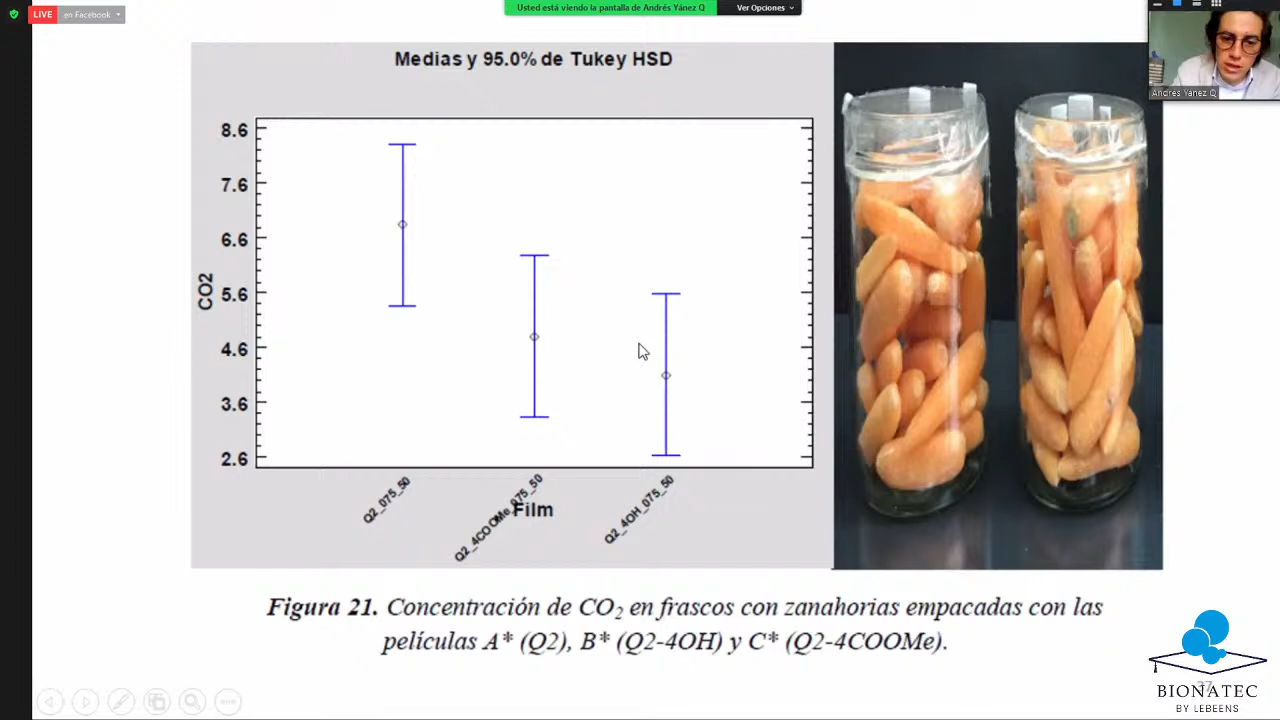 LIVE
en Facebook
Usted está viendo la pantalla de Andrés Yánez Q
Ver Opciones
Andrés Yánez Q
Medias y 95.0% de Tukey HSD
8.6
7.6
6.6
5.6
4.6
3.6
2.6
CO2
Q2_075_50
Q2_4COOMe_075_50
Q2_4OH_075_50
Film
Figura 21. Concentración de CO₂ en frascos con zanahorias empacadas con las
películas A* (Q2), B* (Q2-4OH) y C* (Q2-4COOMe).
37
BIONATEC
BY LEBEENS